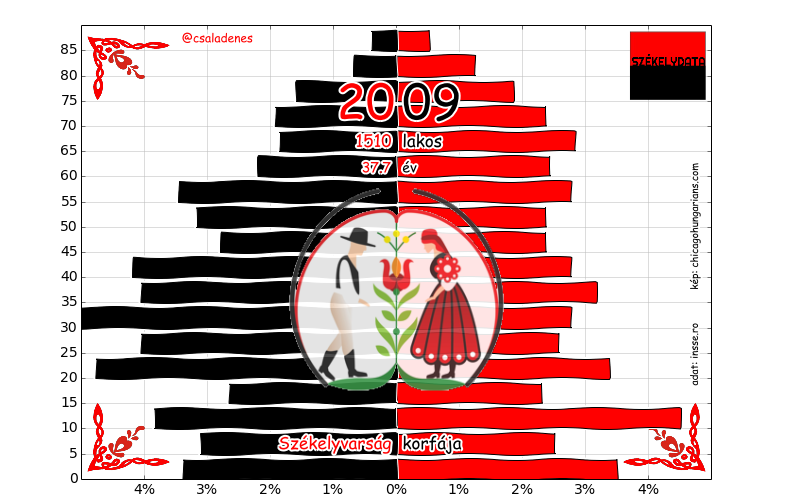 @csaladenes
SZÉKELYDATA
2009
1510 lakos
37.7 év
kép: chicagohungarians.com
adat: insse.ro
Székelyvarság korfája
85
80
75
70
65
60
55
50
45
40
35
30
25
20
15
10
5
0
4% 3% 2% 1% 0% 1% 2% 3% 4%